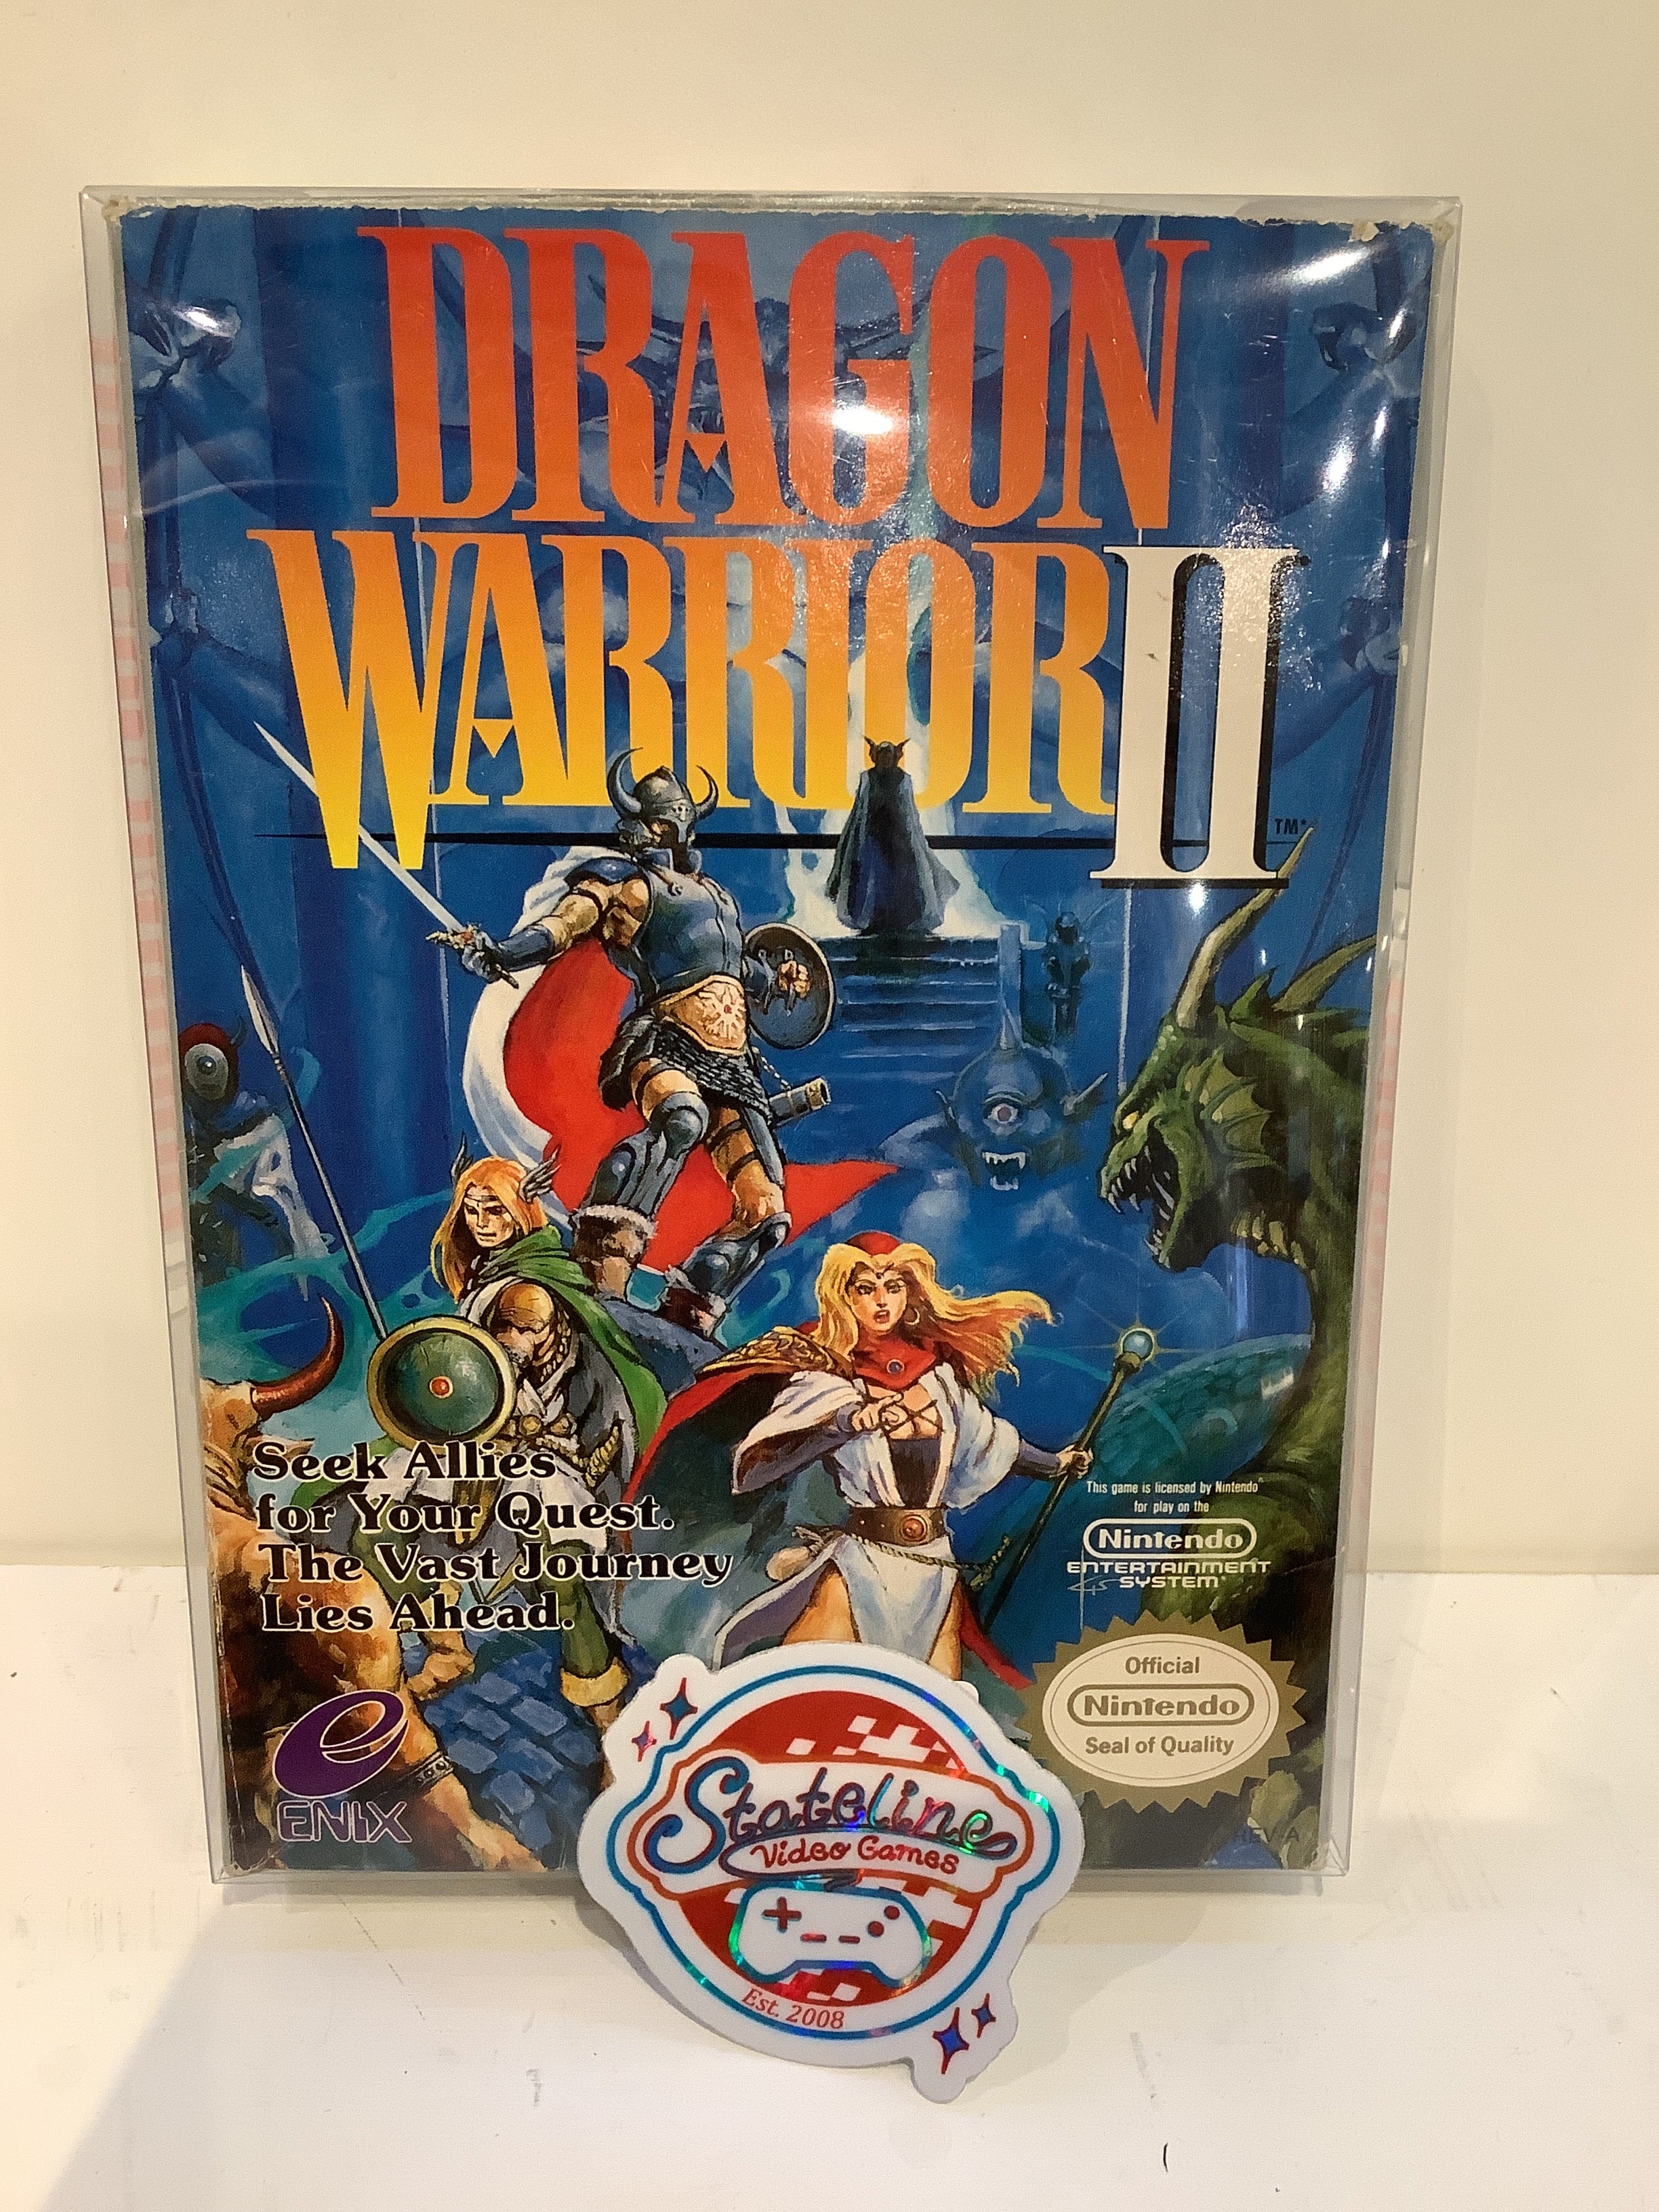 DRAGON
WARRIOR II
TM*
Seek Allies
for Your Quest.
The Vast Journey
Lies Ahead.
This game is licensed by Nintendo®
for play on the
Nintendo®
ENTERTAINMENT
SYSTEM®
Official
Nintendo®
Seal of Quality
ENIX
REV A
Stateline
Video Games
Est. 2008